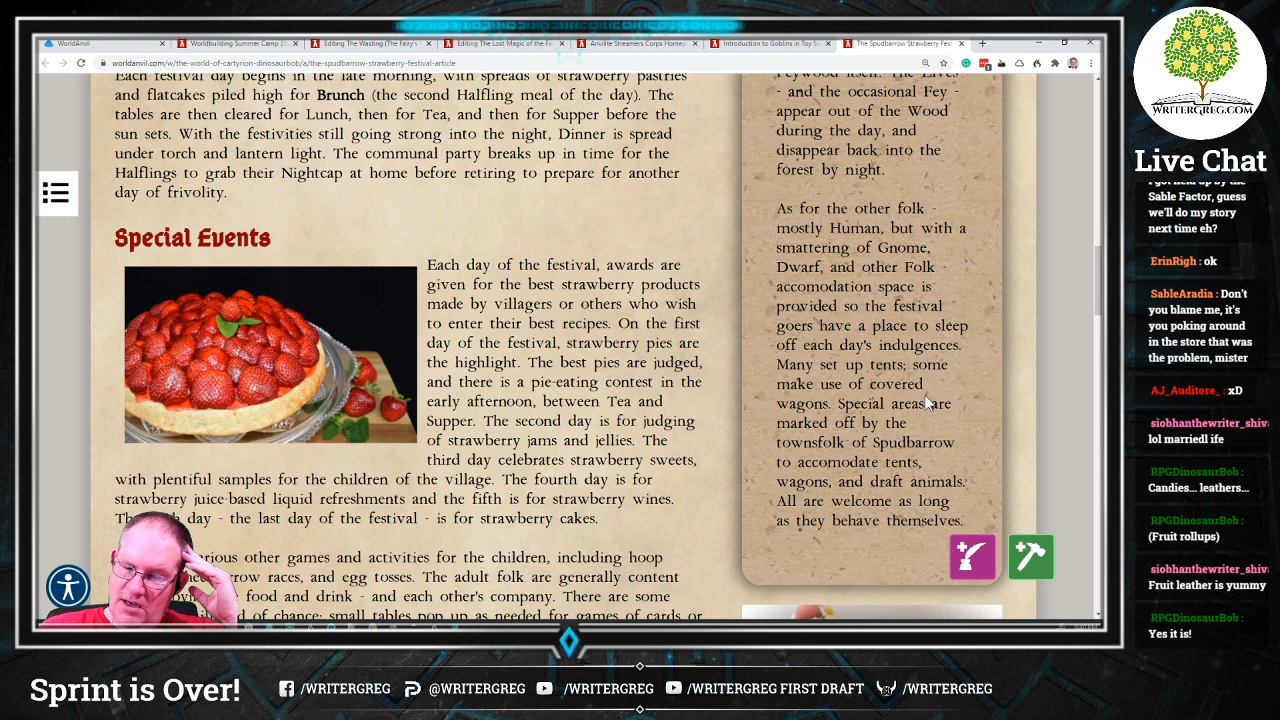 WorldAnvil
Worldbuilding Summer Camp
Editing The Wasting (The Fairy's
Editing The Lost Magic of the
Anvilite Streamers Corps Homep
Introduction to Goblins in Toy S
The Spudbarrow Strawberry Fest
worldanvil.com/w/the-world-of-cartyrion-dinosaurbob/a/the-spudbarrow-strawberry-festival-article
Each festival day begins in the late morning, with spreads of strawberry pastries
and flatcakes piled high for Brunch (the second Halfling meal of the day). The
tables are then cleared for Lunch, then for Tea, and then for Supper before the
sun sets. With the festivities still going strong into the night, Dinner is spread
under torch and lantern light. The communal party breaks up in time for the
Halflings to grab their Nightcap at home before retiring to prepare for another
day of frivolity.
Special Events
Each day of the festival, awards are
given for the best strawberry products
made by villagers or others who wish
to enter their best recipes. On the first
day of the festival, strawberry pies are
the highlight. The best pies are judged,
and there is a pie-eating contest in the
early afternoon, between Tea and
Supper. The second day is for judging
of strawberry jams and jellies. The
third day celebrates strawberry sweets,
with plentiful samples for the children of the village. The fourth day is for
strawberry juice-based liquid refreshments and the fifth is for strawberry wines.
day - the last day of the festival - is for strawberry cakes.
various other games and activities for the children, including hoop
row races, and egg tosses. The adult folk are generally content
food and drink - and each other's company. There are some
of chance: small tables pop up as needed for games of cards or
Feywood itself. The Elves
- and the occasional Fey -
appear out of the Wood
during the day, and
disappear back into the
forest by night.
As for the other folk -
mostly Human, but with a
smattering of Gnome,
Dwarf, and other Folk -
accomodation space is
provided so the festival
goers have a place to sleep
off each day's indulgences.
Many set up tents; some
make use of covered
wagons. Special areas are
marked off by the
townsfolk of Spudbarrow
to accomodate tents,
wagons, and draft animals.
All are welcome as long
as they behave themselves.
WRITERGREG.COM
Live Chat
I got held up by the
Sable Factor, guess
we'll do my story
next time eh?
ErinRigh : ok
SableAradia : Don't
you blame me, it's
you poking around
in the store that was
the problem, mister
AJ_Auditore_ : xD
siobhanthewriter_shiva
lol marriedl ife
RPGDinosaurBob :
Candies... leathers...
RPGDinosaurBob :
(Fruit rollups)
siobhanthewriter_shiva
Fruit leather is yummy
RPGDinosaurBob :
Yes it is!
Sprint is Over!
/WRITERGREG
@WRITERGREG
/WRITERGREG
/WRITERGREG FIRST DRAFT
/WRITERGREG